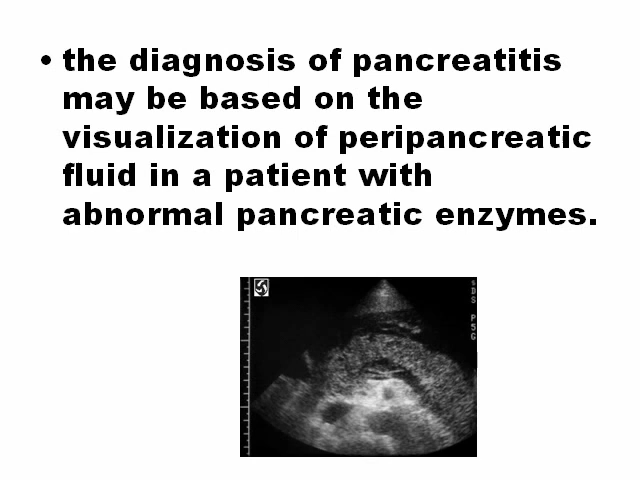 • the diagnosis of pancreatitis
may be based on the
visualization of peripancreatic
fluid in a patient with
abnormal pancreatic enzymes.
S
D
S
P
5
G